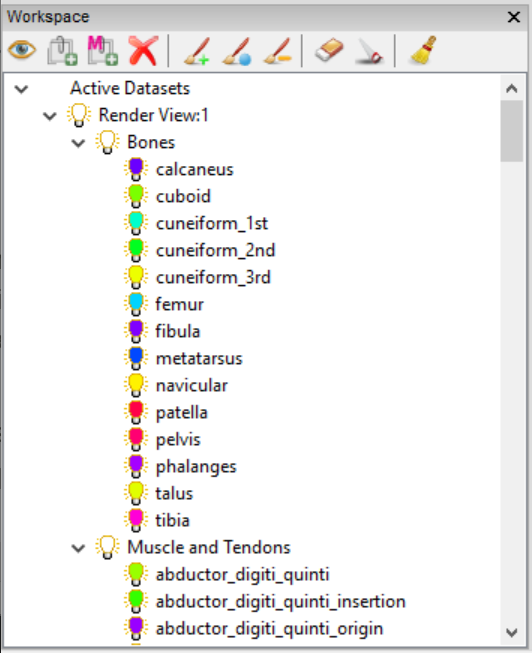 Workspace
Active Datasets
Render View:1
Bones
calcaneus
cuboid
cuneiform_1st
cuneiform_2nd
cuneiform_3rd
femur
fibula
metatarsus
navicular
patella
pelvis
phalanges
talus
tibia
Muscle and Tendons
abductor_digiti_quinti
abductor_digiti_quinti_insertion
abductor_digiti_quinti_origin